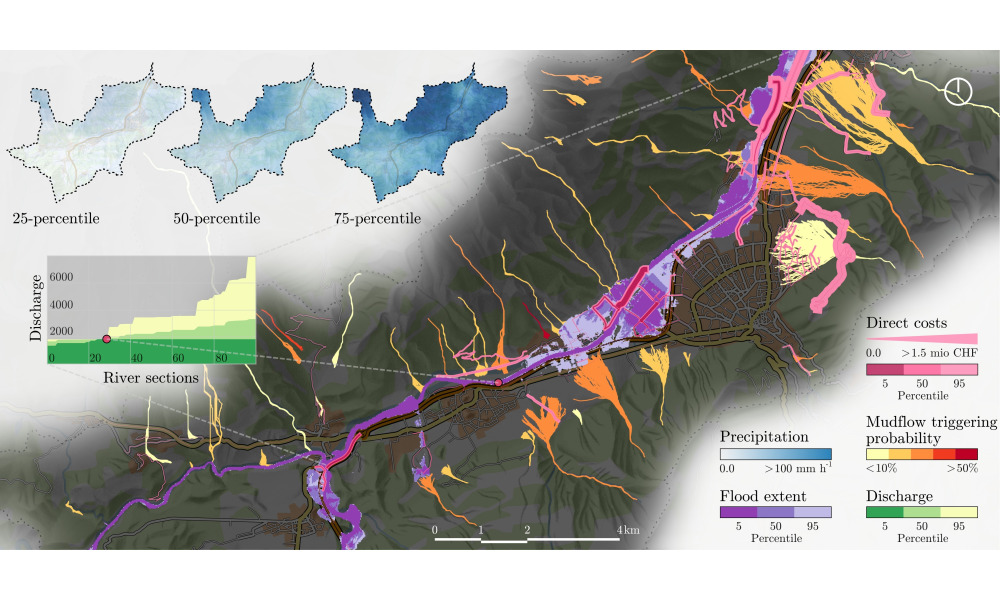 25-percentile
50-percentile
75-percentile
Discharge
6000
4000
2000
0 20 40 60 80
River sections
Direct costs
0.0 >1.5 mio CHF
5 50 95
Percentile
Mudflow triggering
probability
<10% >50%
Precipitation
0.0 >100 mm h-1
Flood extent
5 50 95
Percentile
Discharge
5 50 95
Percentile
0 1 2 4 km